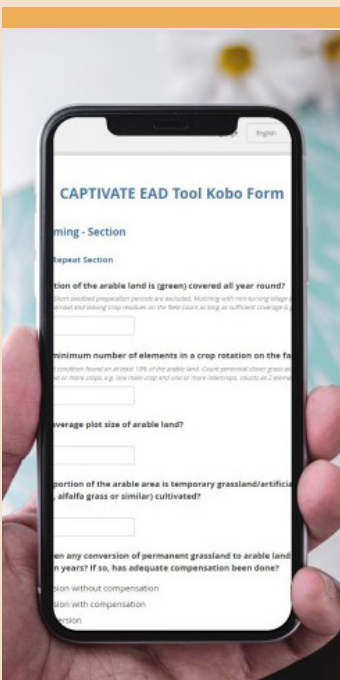 English
CAPTIVATE EAD Tool Kobo Form
ming - Section
Repeat Section
tion of the arable land is (green) covered all year round?
Short seedbed preparation periods are excluded. Mulching with non-turning tillage
and leaving crop residues on the field count as long as sufficient coverage is
minimum number of elements in a crop rotation on the fa
condition found on at least 10% of the arable land. Count perennial clover grass
or more crops, e.g. one main crop and one or more intercrops, counts as 2
verage plot size of arable land?
portion of the arable area is temporary grassland/artificia
, alfalfa grass or similar) cultivated?
en any conversion of permanent grassland to arable land
n years? If so, has adequate compensation been done?
sion without compensation
sion with compensation
ersion